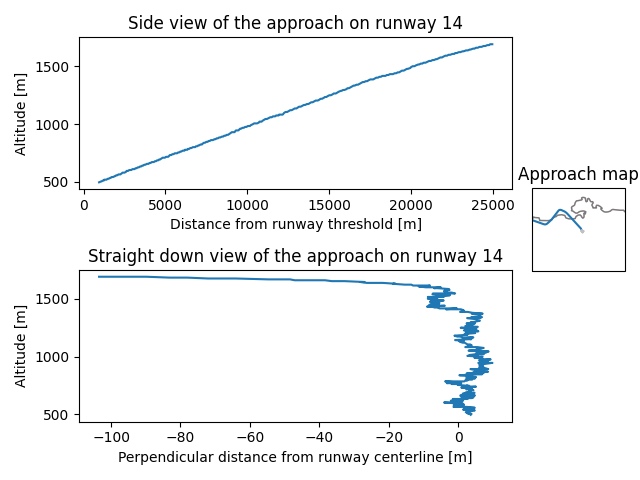 Side view of the approach on runway 14
Altitude [m]
1500
1000
500
0
5000
10000
15000
20000
25000
Distance from runway threshold [m]
Approach map
Straight down view of the approach on runway 14
Altitude [m]
1500
1000
500
−100
−80
−60
−40
−20
0
Perpendicular distance from runway centerline [m]